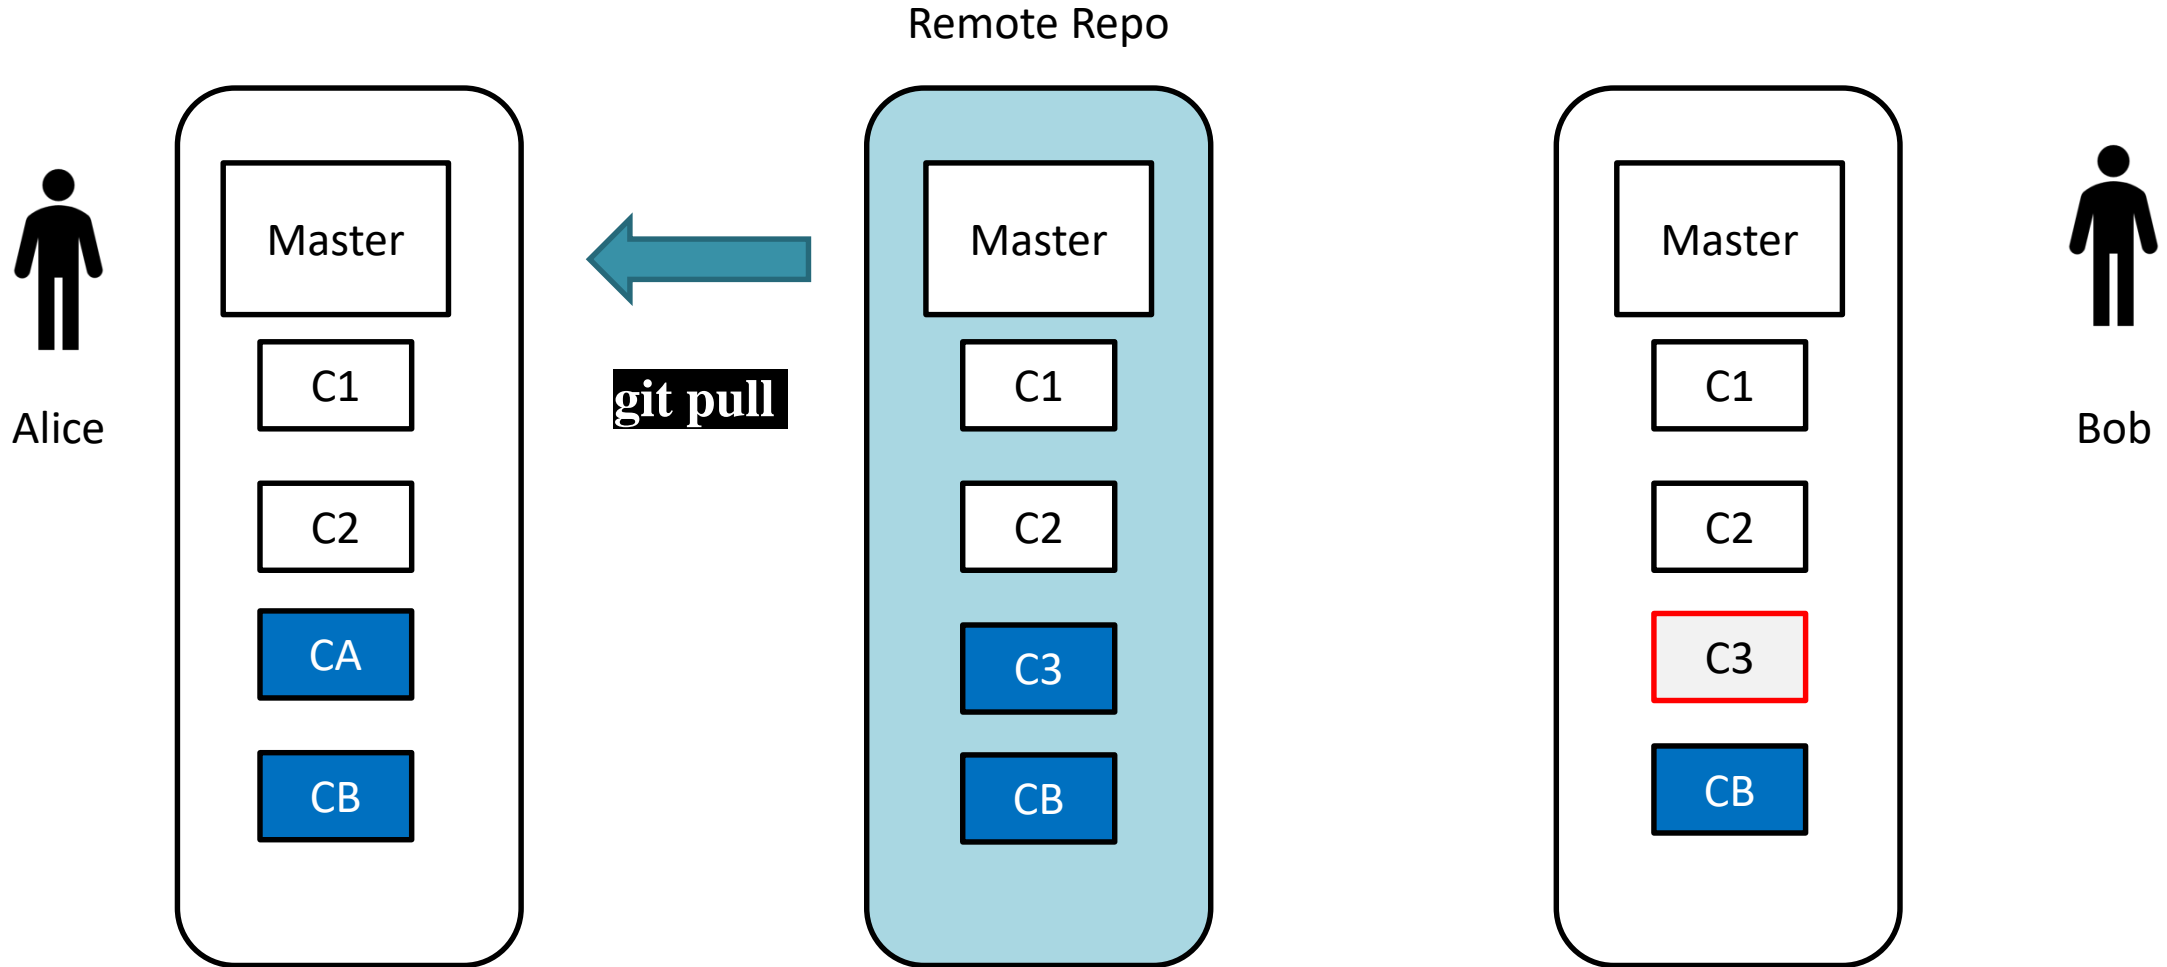 Remote Repo
Alice
Master
C1
C2
CA
CB
git pull
Master
C1
C2
C3
CB
Master
C1
C2
C3
CB
Bob